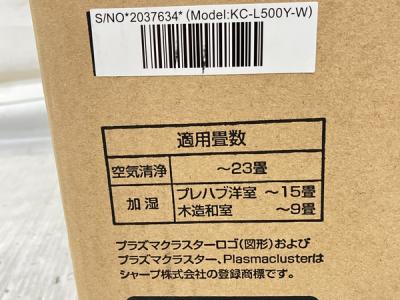 S/NO*2037634* (Model:KC-L500Y-W)
適用畳数
空気清浄 ～23畳
加湿 プレハブ洋室 ～15畳
木造和室 ～9畳
プラズマクラスターロゴ（図形）および
プラズマクラスター、Plasmaclusterは
シャープ株式会社の登録商標です。